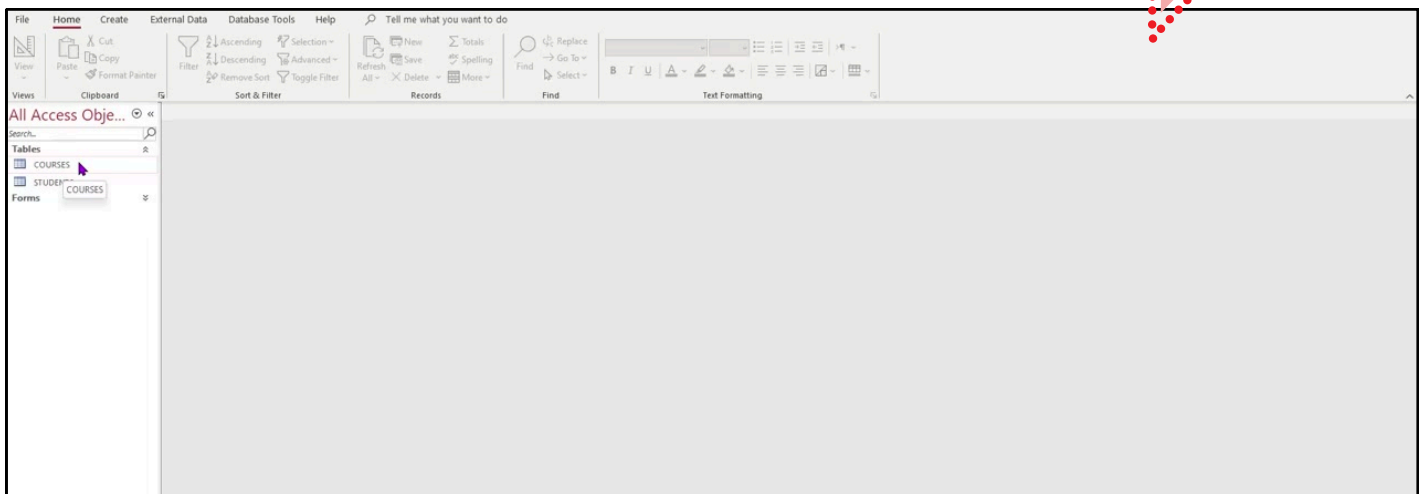 File Home Create External Data Database Tools Help Tell me what you want to do
View
Paste
Cut
Copy
Format Painter
Filter
Ascending
Descending
Remove Sort
Selection
Advanced
Toggle Filter
Refresh All
New
Save
Delete
Totals
Spelling
More
Find
Replace
Go To
Select
B I U A
Views Clipboard Sort & Filter Records Find Text Formatting
All Access Obje...
Search...
Tables
COURSES
COURSES
Forms